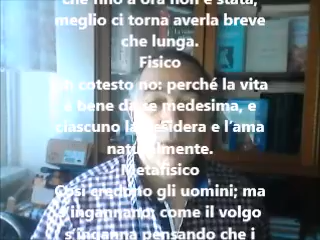 che fino a ora non è stata,
meglio ci torna averla breve
che lunga.
Fisico
cotesto no: perché la vita
è bene da se medesima, e
ciascuno la desidera e l'ama
naturalmente.
Metafisico
Così credono gli uomini; ma
s'ingannano: come il volgo
s'inganna pensando che i